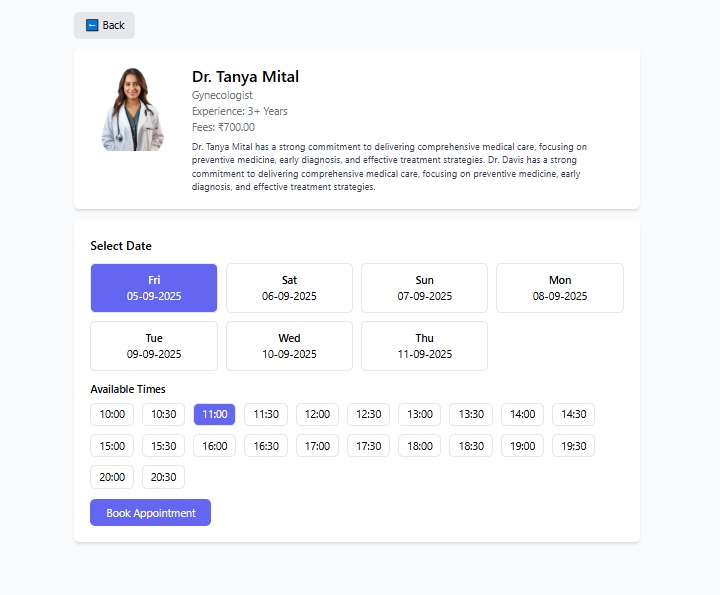 Back
Dr. Tanya Mital
Gynecologist
Experience: 3+ Years
Fees: ₹700.00
Dr. Tanya Mital has a strong commitment to delivering comprehensive medical care, focusing on
preventive medicine, early diagnosis, and effective treatment strategies. Dr. Davis has a strong
commitment to delivering comprehensive medical care, focusing on preventive medicine, early
diagnosis, and effective treatment strategies.
Select Date
Fri Sat Sun Mon
05-09-2025 06-09-2025 07-09-2025 08-09-2025
Tue Wed Thu
09-09-2025 10-09-2025 11-09-2025
Available Times
10:00 10:30 11:00 11:30 12:00 12:30 13:00 13:30 14:00 14:30
15:00 15:30 16:00 16:30 17:00 17:30 18:00 18:30 19:00 19:30
20:00 20:30
Book Appointment